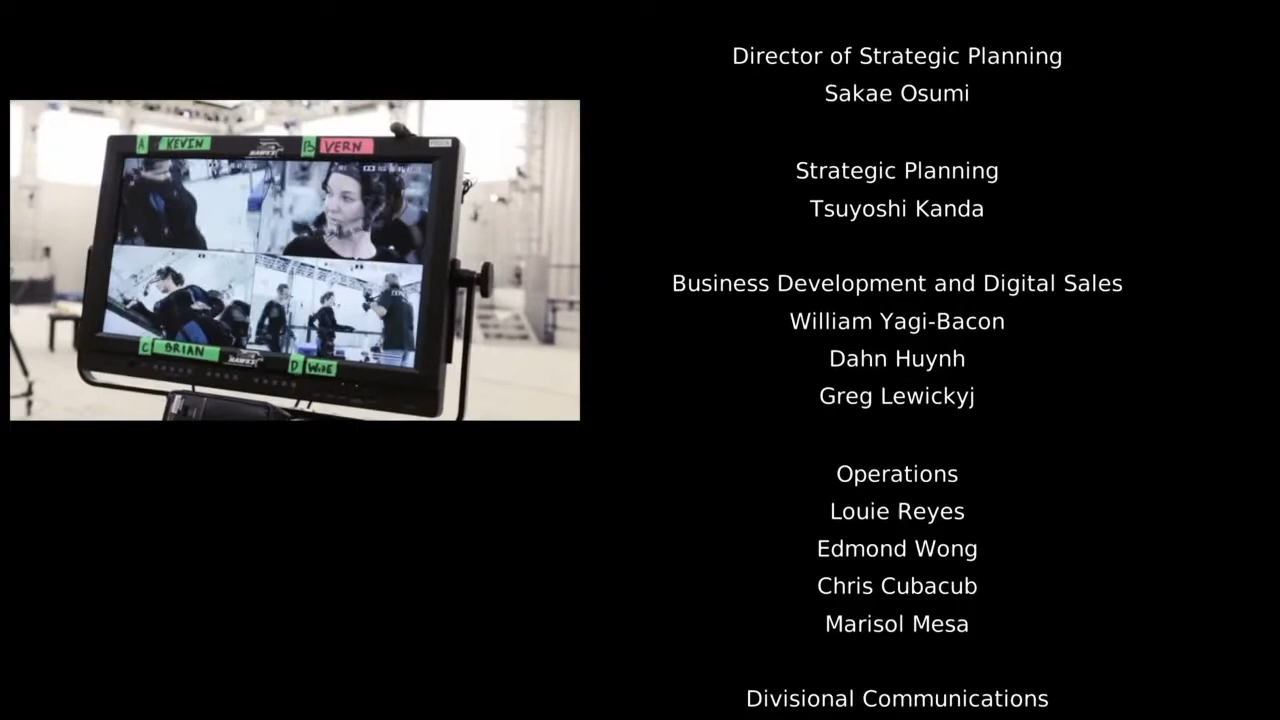 A KEVIN
B VERN
C BRIAN
D WIDE
Director of Strategic Planning
Sakae Osumi
Strategic Planning
Tsuyoshi Kanda
Business Development and Digital Sales
William Yagi-Bacon
Dahn Huynh
Greg Lewickyj
Operations
Louie Reyes
Edmond Wong
Chris Cubacub
Marisol Mesa
Divisional Communications